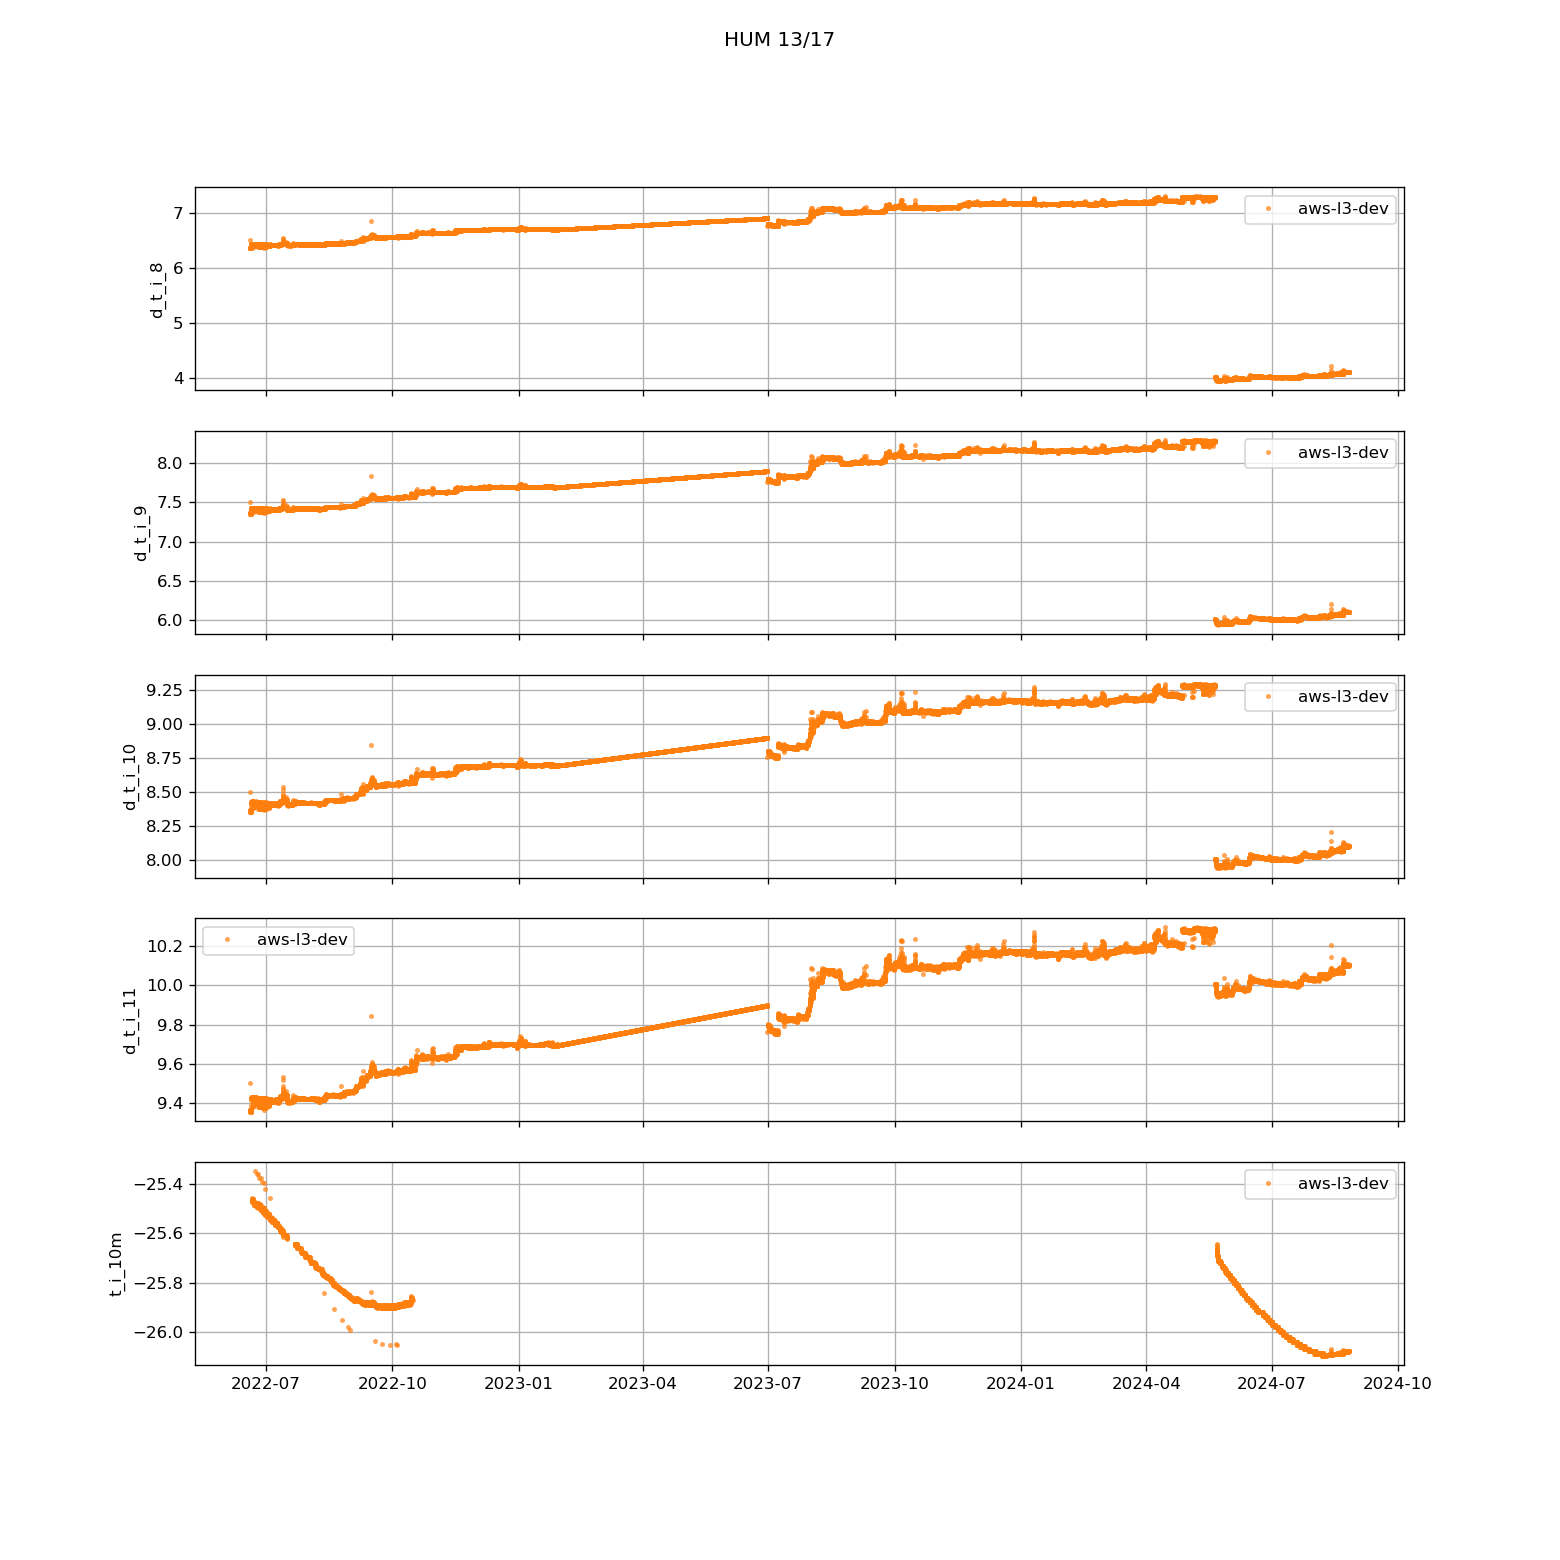 HUM 13/17
7
6
5
4
d_t_i_8
aws-l3-dev
8.0
7.5
7.0
6.5
6.0
d_t_i_9
aws-l3-dev
9.25
9.00
8.75
8.50
8.25
8.00
d_t_i_10
aws-l3-dev
10.2
10.0
9.8
9.6
9.4
d_t_i_11
aws-l3-dev
−25.4
−25.6
−25.8
−26.0
t_i_10m
aws-l3-dev
2022-07 2022-10 2023-01 2023-04 2023-07 2023-10 2024-01 2024-04 2024-07 2024-10